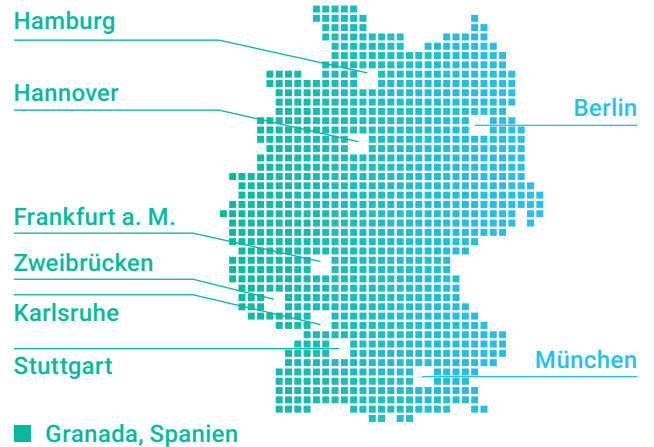 Hamburg
Hannover
Berlin
Frankfurt a. M.
Zweibrücken
Karlsruhe
Stuttgart
München
Granada, Spanien